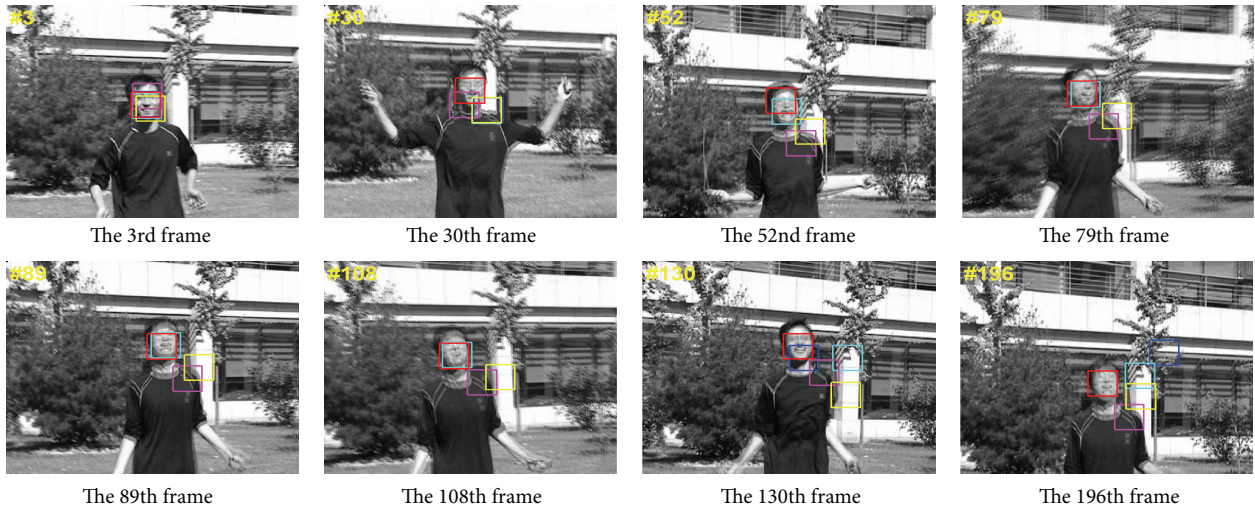 #3 #30 #52 #79
The 3rd frame The 30th frame The 52nd frame The 79th frame
#89 #108 #130 #196
The 89th frame The 108th frame The 130th frame The 196th frame